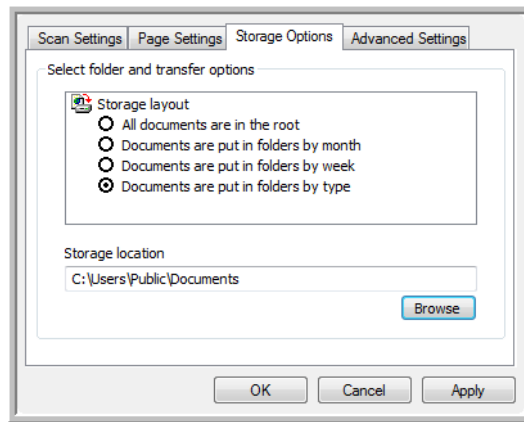 Scan Settings Page Settings Storage Options Advanced Settings
Select folder and transfer options
Storage layout
All documents are in the root
Documents are put in folders by month
Documents are put in folders by week
Documents are put in folders by type
Storage location
C:\Users\Public\Documents
Browse
OK Cancel Apply